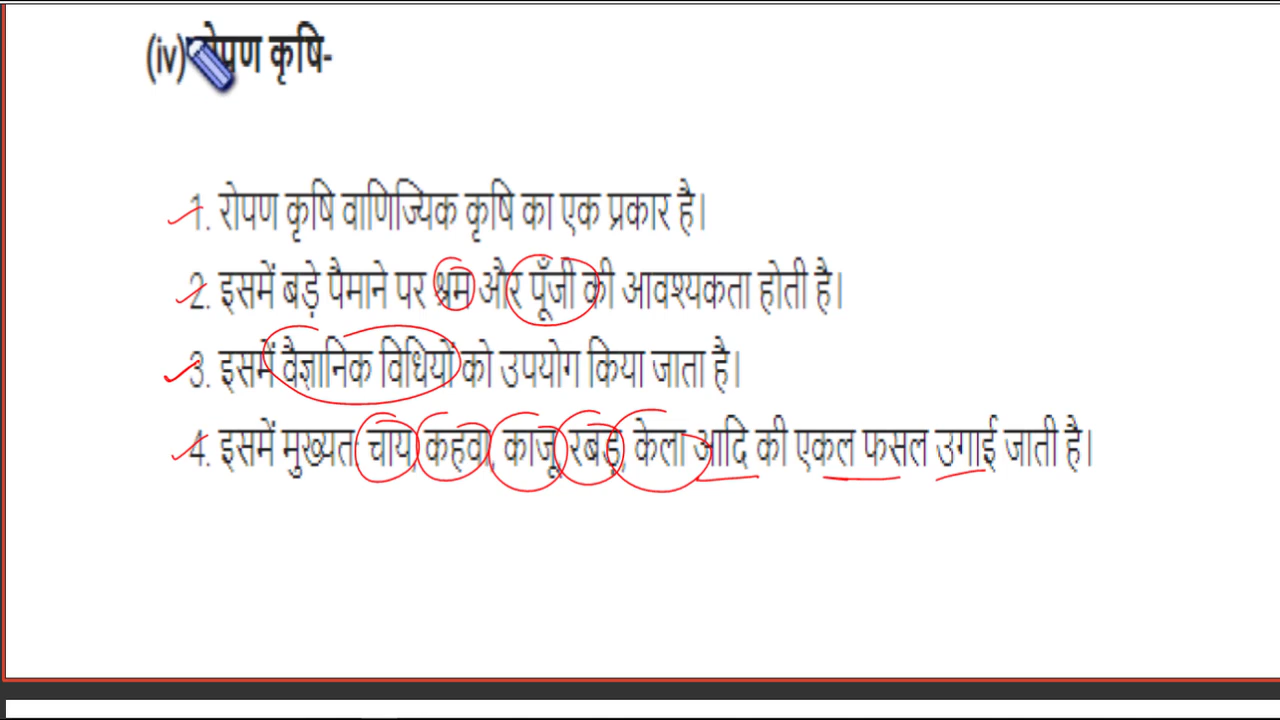 (iv) रोपण कृषि-
1. रोपण कृषि वाणिज्यिक कृषि का एक प्रकार है।
2. इसमें बड़े पैमाने पर श्रम और पूँजी की आवश्यकता होती है।
3. इसमें वैज्ञानिक विधियों को उपयोग किया जाता है।
4. इसमें मुख्यतः चाय, कहवा, काजू, रबड़, केला आदि की एकल फसल उगाई जाती है।